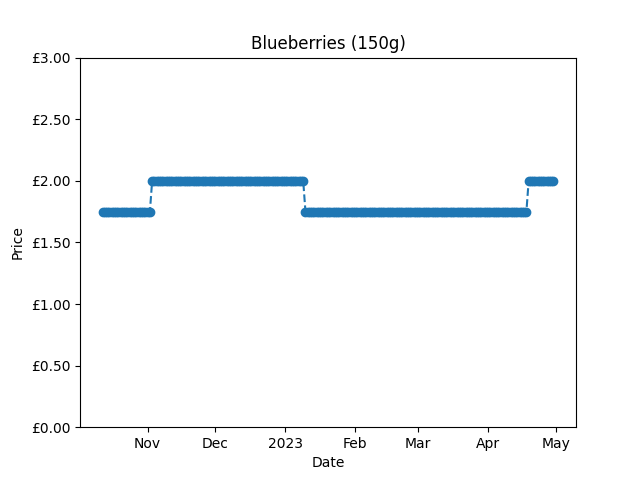 Blueberries (150g)
£3.00
£2.50
£2.00
£1.50
£1.00
£0.50
£0.00
Price
Nov Dec 2023 Feb Mar Apr May
Date